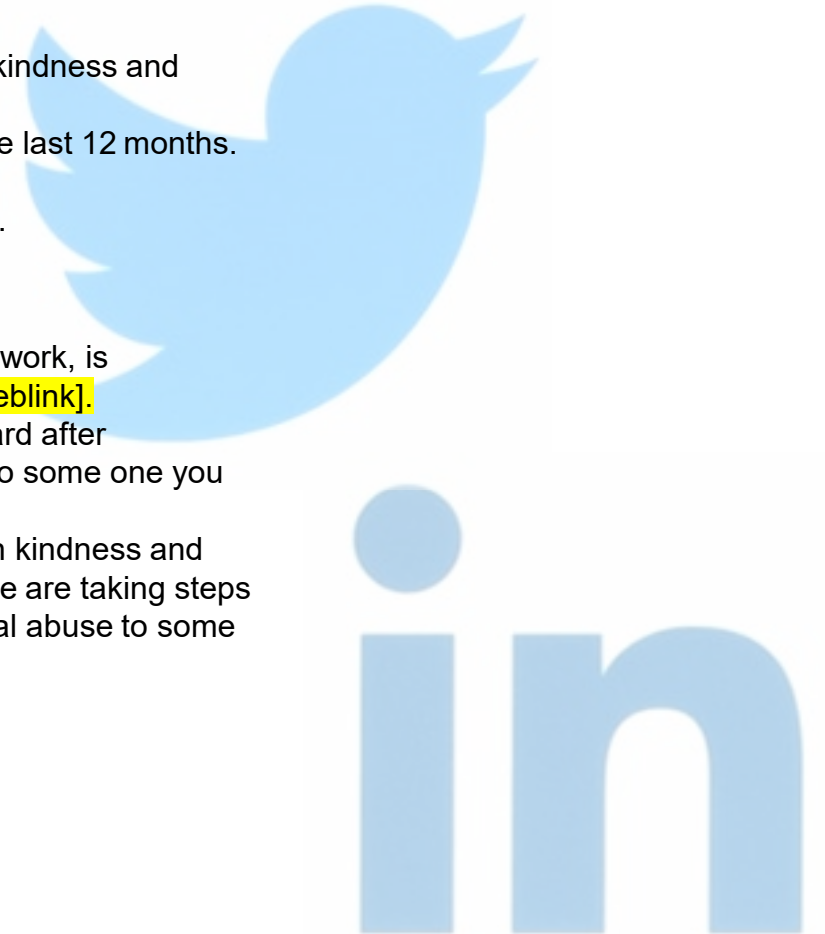 kindness and
e last 12 months.
.
work, is
eblink].
ard after
o some one you
n kindness and
e are taking steps
al abuse to some
in